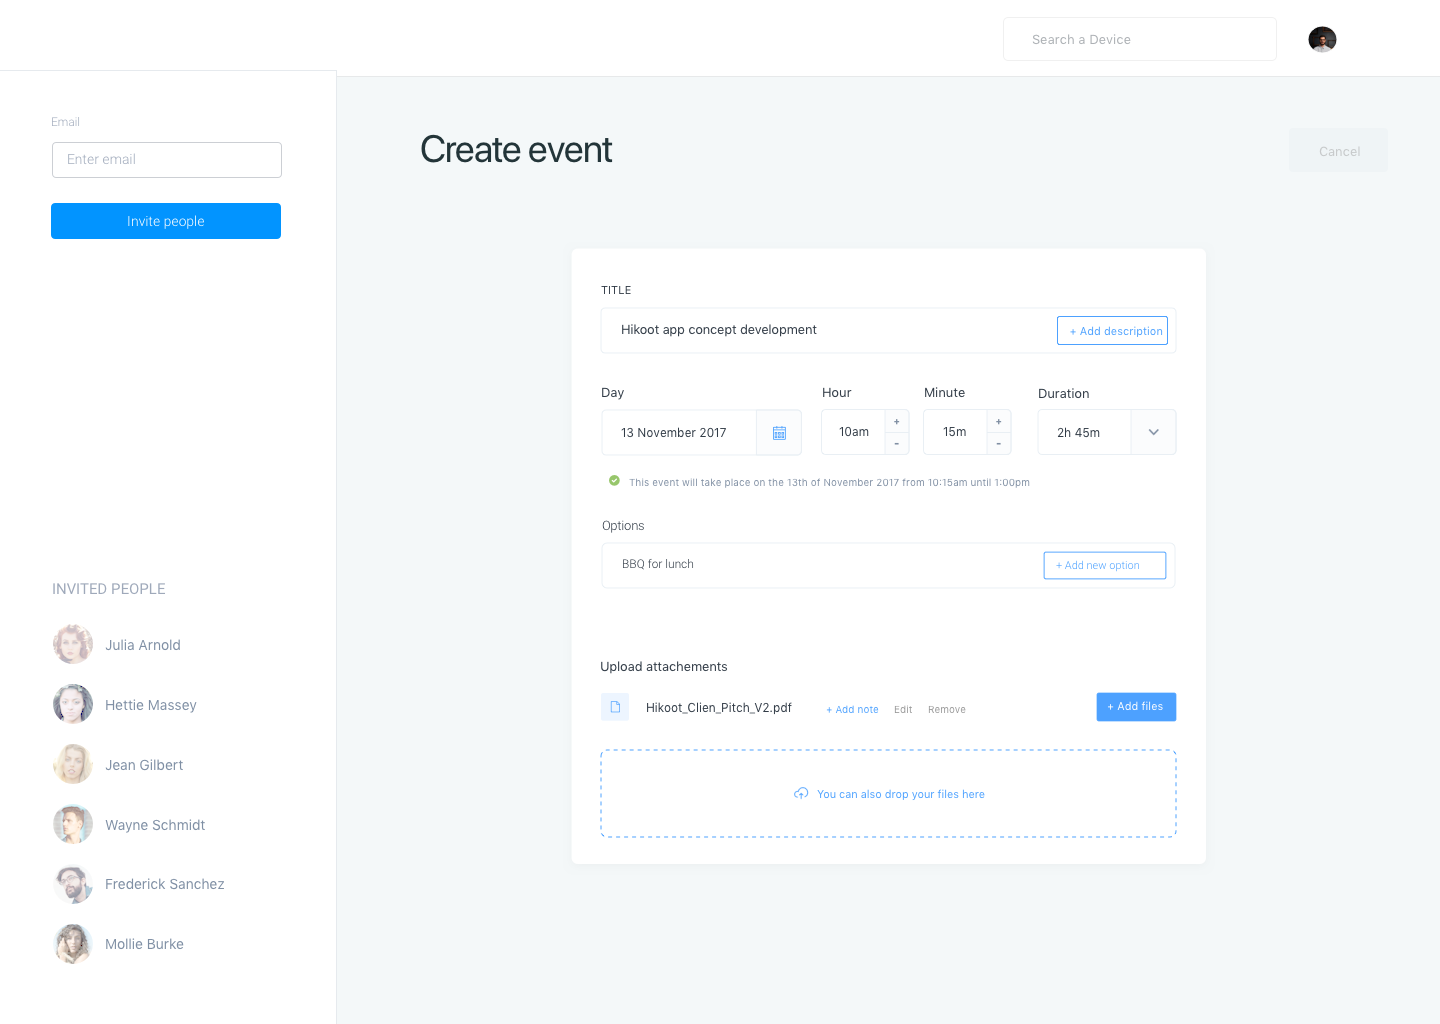 Search a Device
Email
Enter email
Invite people
Create event
Cancel
TITLE
Hikoot app concept development
+ Add description
Day
Hour
Minute
Duration
13 November 2017
10am
+
-
15m
+
-
2h 45m
This event will take place on the 13th of November 2017 from 10:15am until 1:00pm
Options
BBQ for lunch
+ Add new option
Upload attachements
Hikoot_Clien_Pitch_V2.pdf
+ Add note
Edit
Remove
+ Add files
You can also drop your files here
INVITED PEOPLE
Julia Arnold
Hettie Massey
Jean Gilbert
Wayne Schmidt
Frederick Sanchez
Mollie Burke